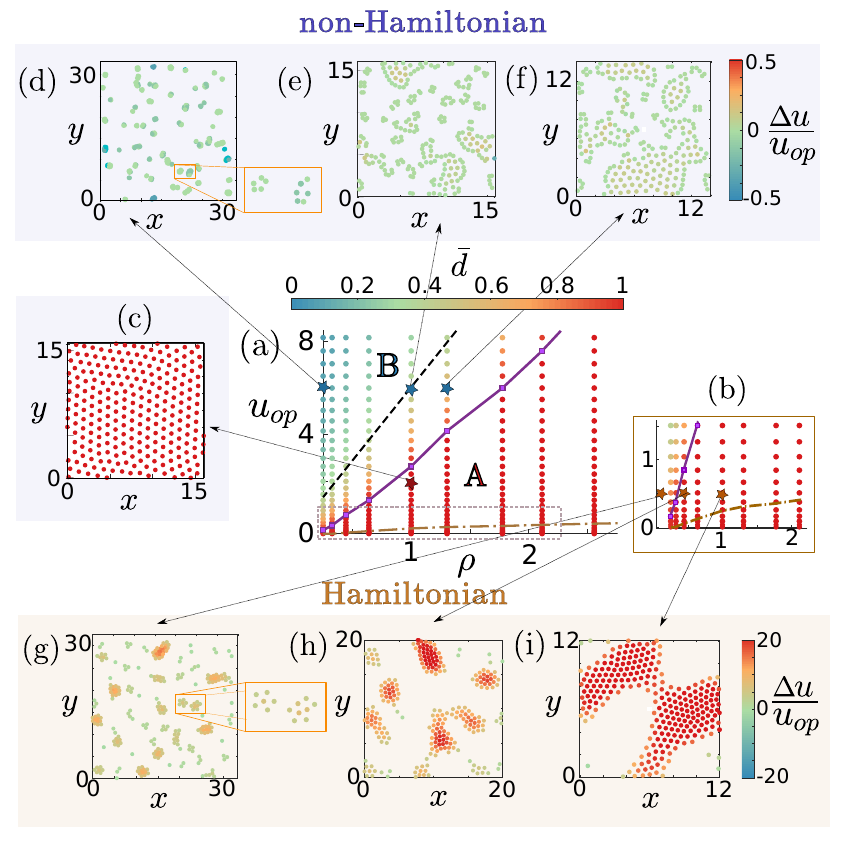 non-Hamiltonian
(d)
30
y
0
0
x
30
(e)
15
y
0
0
x
15
(f)
12
y
0
0
x
12
0.5
0
-0.5
Δu
u_op
d̄
0 0.2 0.4 0.6 0.8 1
(c)
15
y
0
0
x
15
(a)
8
u_op
4
0
B
A
1
ρ
2
(b)
1
0
1
2
Hamiltonian
(g)
30
y
0
0
x
30
(h)
20
y
0
0
x
20
(i)
12
y
0
0
x
12
20
0
-20
Δu
u_op